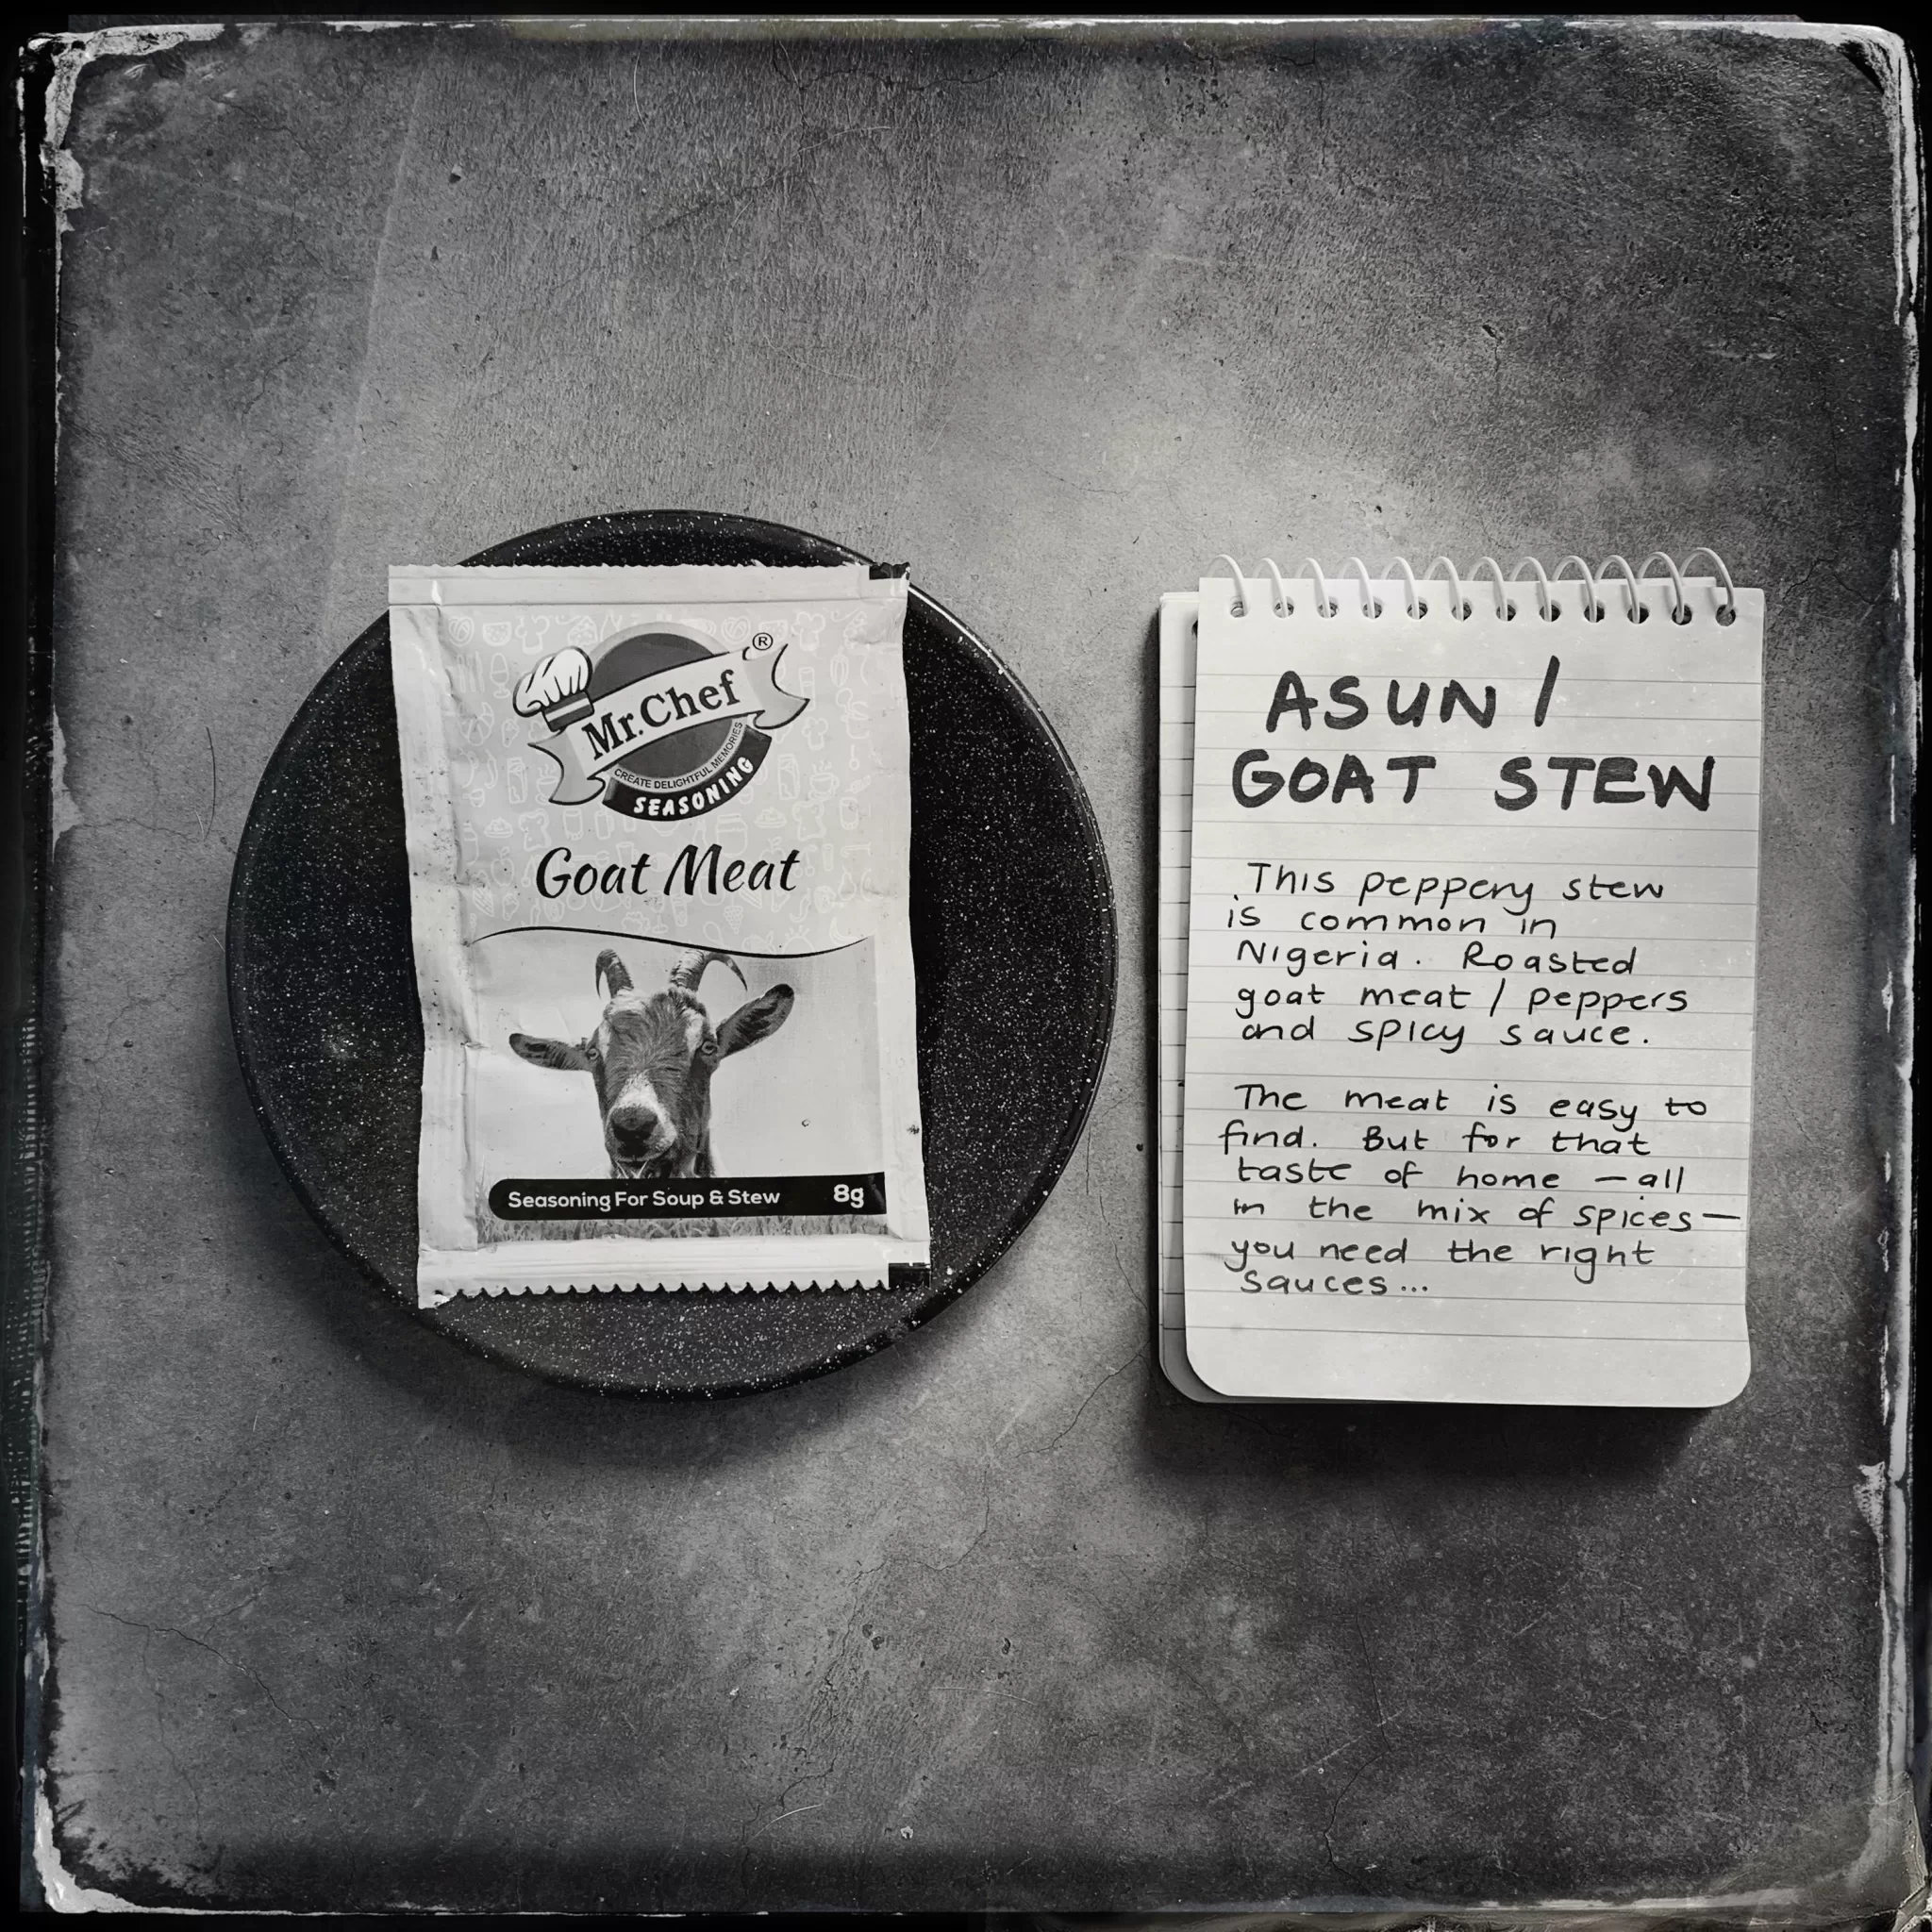 Mr. Chef ®
CREATE DELIGHTFUL MEMORIES
SEASONING
Goat Meat
Seasoning For Soup & Stew 8g
ASUN /
GOAT STEW
This peppery stew
is common in
Nigeria. Roasted
goat meat / peppers
and spicy sauce.
The meat is easy to
find. But for that
taste of home – all
in the mix of spices –
you need the right
sauces...